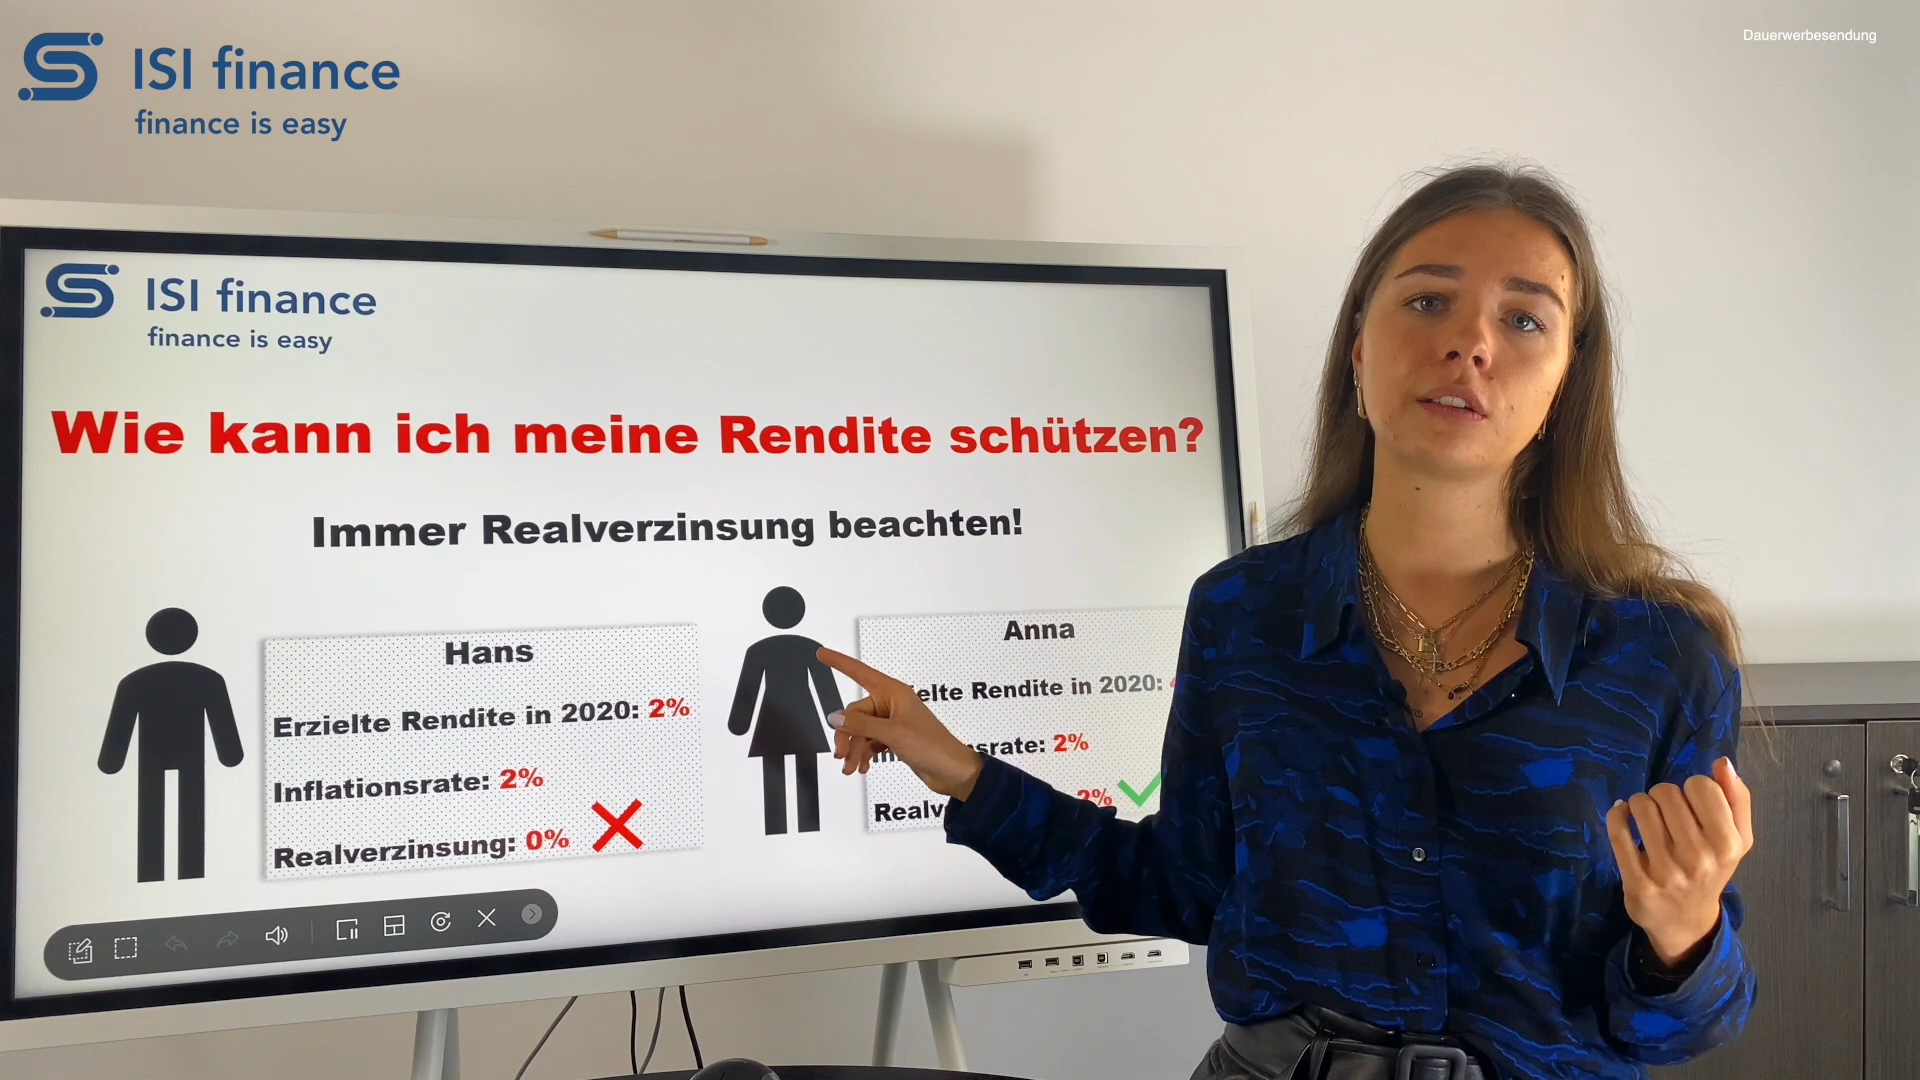 ISI finance
finance is easy
Dauerwerbesendung
ISI finance
finance is easy
Wie kann ich meine Rendite schützen?
Immer Realverzinsung beachten!
Hans
Erzielte Rendite in 2020: 2%
Inflationsrate: 2%
Realverzinsung: 0%
Anna
elte Rendite in 2020:
srate: 2%
Realv 2%